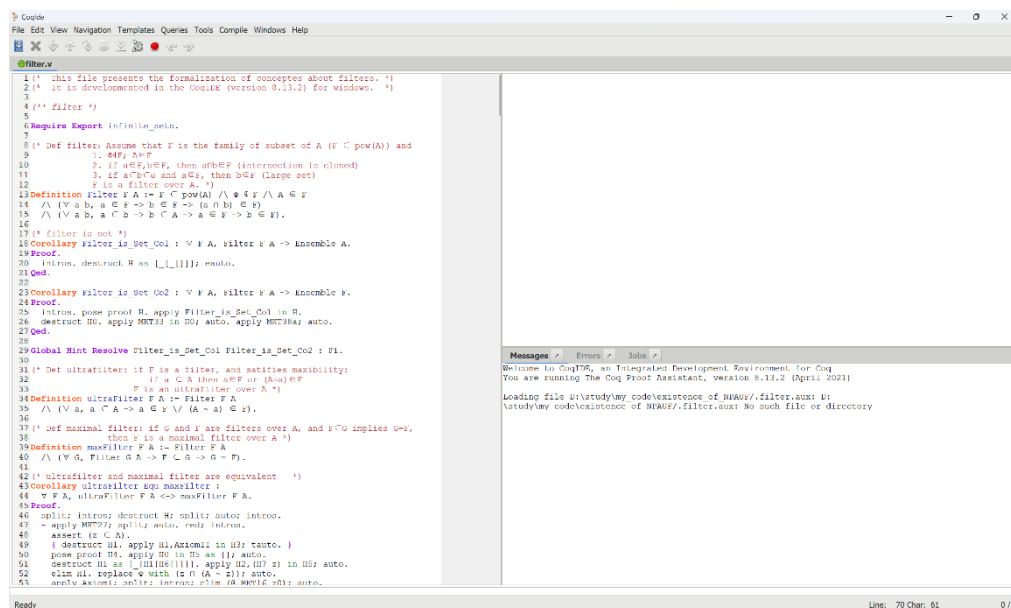 CoqIde
File Edit View Navigation Templates Queries Tools Compile Windows Help
filter.v
1 (* This file presents the formalization of conceptes about filters. *)
2 (* It is developmented in the CoqIDE (version 8.13.2) for windows. *)
3
4 (** filter *)
5
6 Require Export infinite_sets.
7
8 (* Def filter: Assume that F is the family of subset of A (F ⊂ pow(A)) and
9 1. Φ∉F; A∈F
10 2. if a∈F,b∈F, then a∩b∈F (intersection is closed)
11 3. if a⊂b⊂a and a∈F, then b∈F (large set)
12 F is a filter over A. *)
13 Definition Filter F A := F ⊂ pow(A) /\ Φ ∉ F /\ A ∈ F
14 /\ (∀ a b, a ∈ F -> b ∈ F -> (a ∩ b) ∈ F)
15 /\ (∀ a b, a ⊂ b -> b ⊂ A -> a ∈ F -> b ∈ F).
16
17 (* filter is set *)
18 Corollary Filter_is_Set_Co1 : ∀ F A, Filter F A -> Ensemble A.
19 Proof.
20 intros. destruct H as [_[_[]]]; eauto.
21 Qed.
22
23 Corollary Filter_is_Set_Co2 : ∀ F A, Filter F A -> Ensemble F.
24 Proof.
25 intros. pose proof H. apply Filter_is_Set_Co1 in H.
26 destruct H0. apply MKT33 in H0; auto. apply MKT38a; auto.
27 Qed.
28
29 Global Hint Resolve Filter_is_Set_Co1 Filter_is_Set_Co2 : Fi.
30
31 (* Def ultrafilter: if F is a filter, and satifies maxibility:
32 if a ⊂ A then a∈F or (A~a)∈F
33 F is an ultrafilter over A *)
34 Definition ultraFilter F A := Filter F A
35 /\ (∀ a, a ⊂ A -> a ∈ F \/ (A ~ a) ∈ F).
36
37 (* Def maximal filter: if G and F are filters over A, and F⊂G implies G=F,
38 then F is a maximal filter over A *)
39 Definition maxFilter F A := Filter F A
40 /\ (∀ G, Filter G A -> F ⊂ G -> G = F).
41
42 (* ultrafilter and maximal filter are equivalent *)
43 Corollary ultraFilter_Equ_maxFilter :
44 ∀ F A, ultraFilter F A <-> maxFilter F A.
45 Proof.
46 split; intros; destruct H; split; auto; intros.
47 - apply MKT27; split; auto. red; intros.
48 assert (z ⊂ A).
49 { destruct H1. apply H1,AxiomII in H3; tauto. }
50 pose proof H4. apply H0 in H5 as []; auto.
51 destruct H1 as [_[H1[H6[]]]]. apply H2,(H7 z) in H5; auto.
52 elim H1. replace Φ with (z ∩ (A ~ z)); auto.
53 apply AxiomI; split; intros; elim (@ MKT16 z0); auto.
Messages Errors Jobs
Welcome to CoqIDE, an Integrated Development Environment for Coq
You are running The Coq Proof Assistant, version 8.13.2 (April 2021)
Loading file D:\study\my_code\existence_of_NPAUF/.filter.aux: D:
\study\my code\existence of NPAUF/.filter.aux: No such file or directory
Ready
Line: 70 Char: 61
0 /